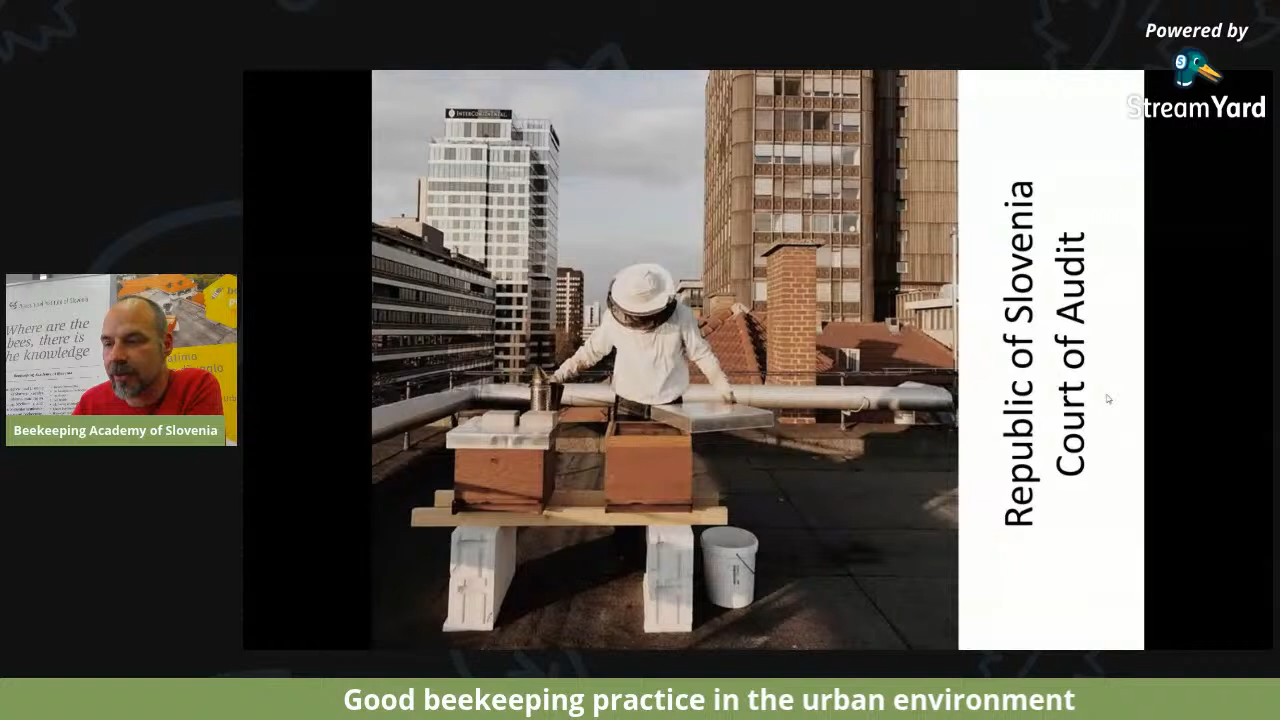 Powered by
StreamYard
INTERCONTINENTAL
Republic of Slovenia
Court of Audit
Where are the
bees, there is
he knowledge
Beekeeping Academy of Slovenia
Good beekeeping practice in the urban environment